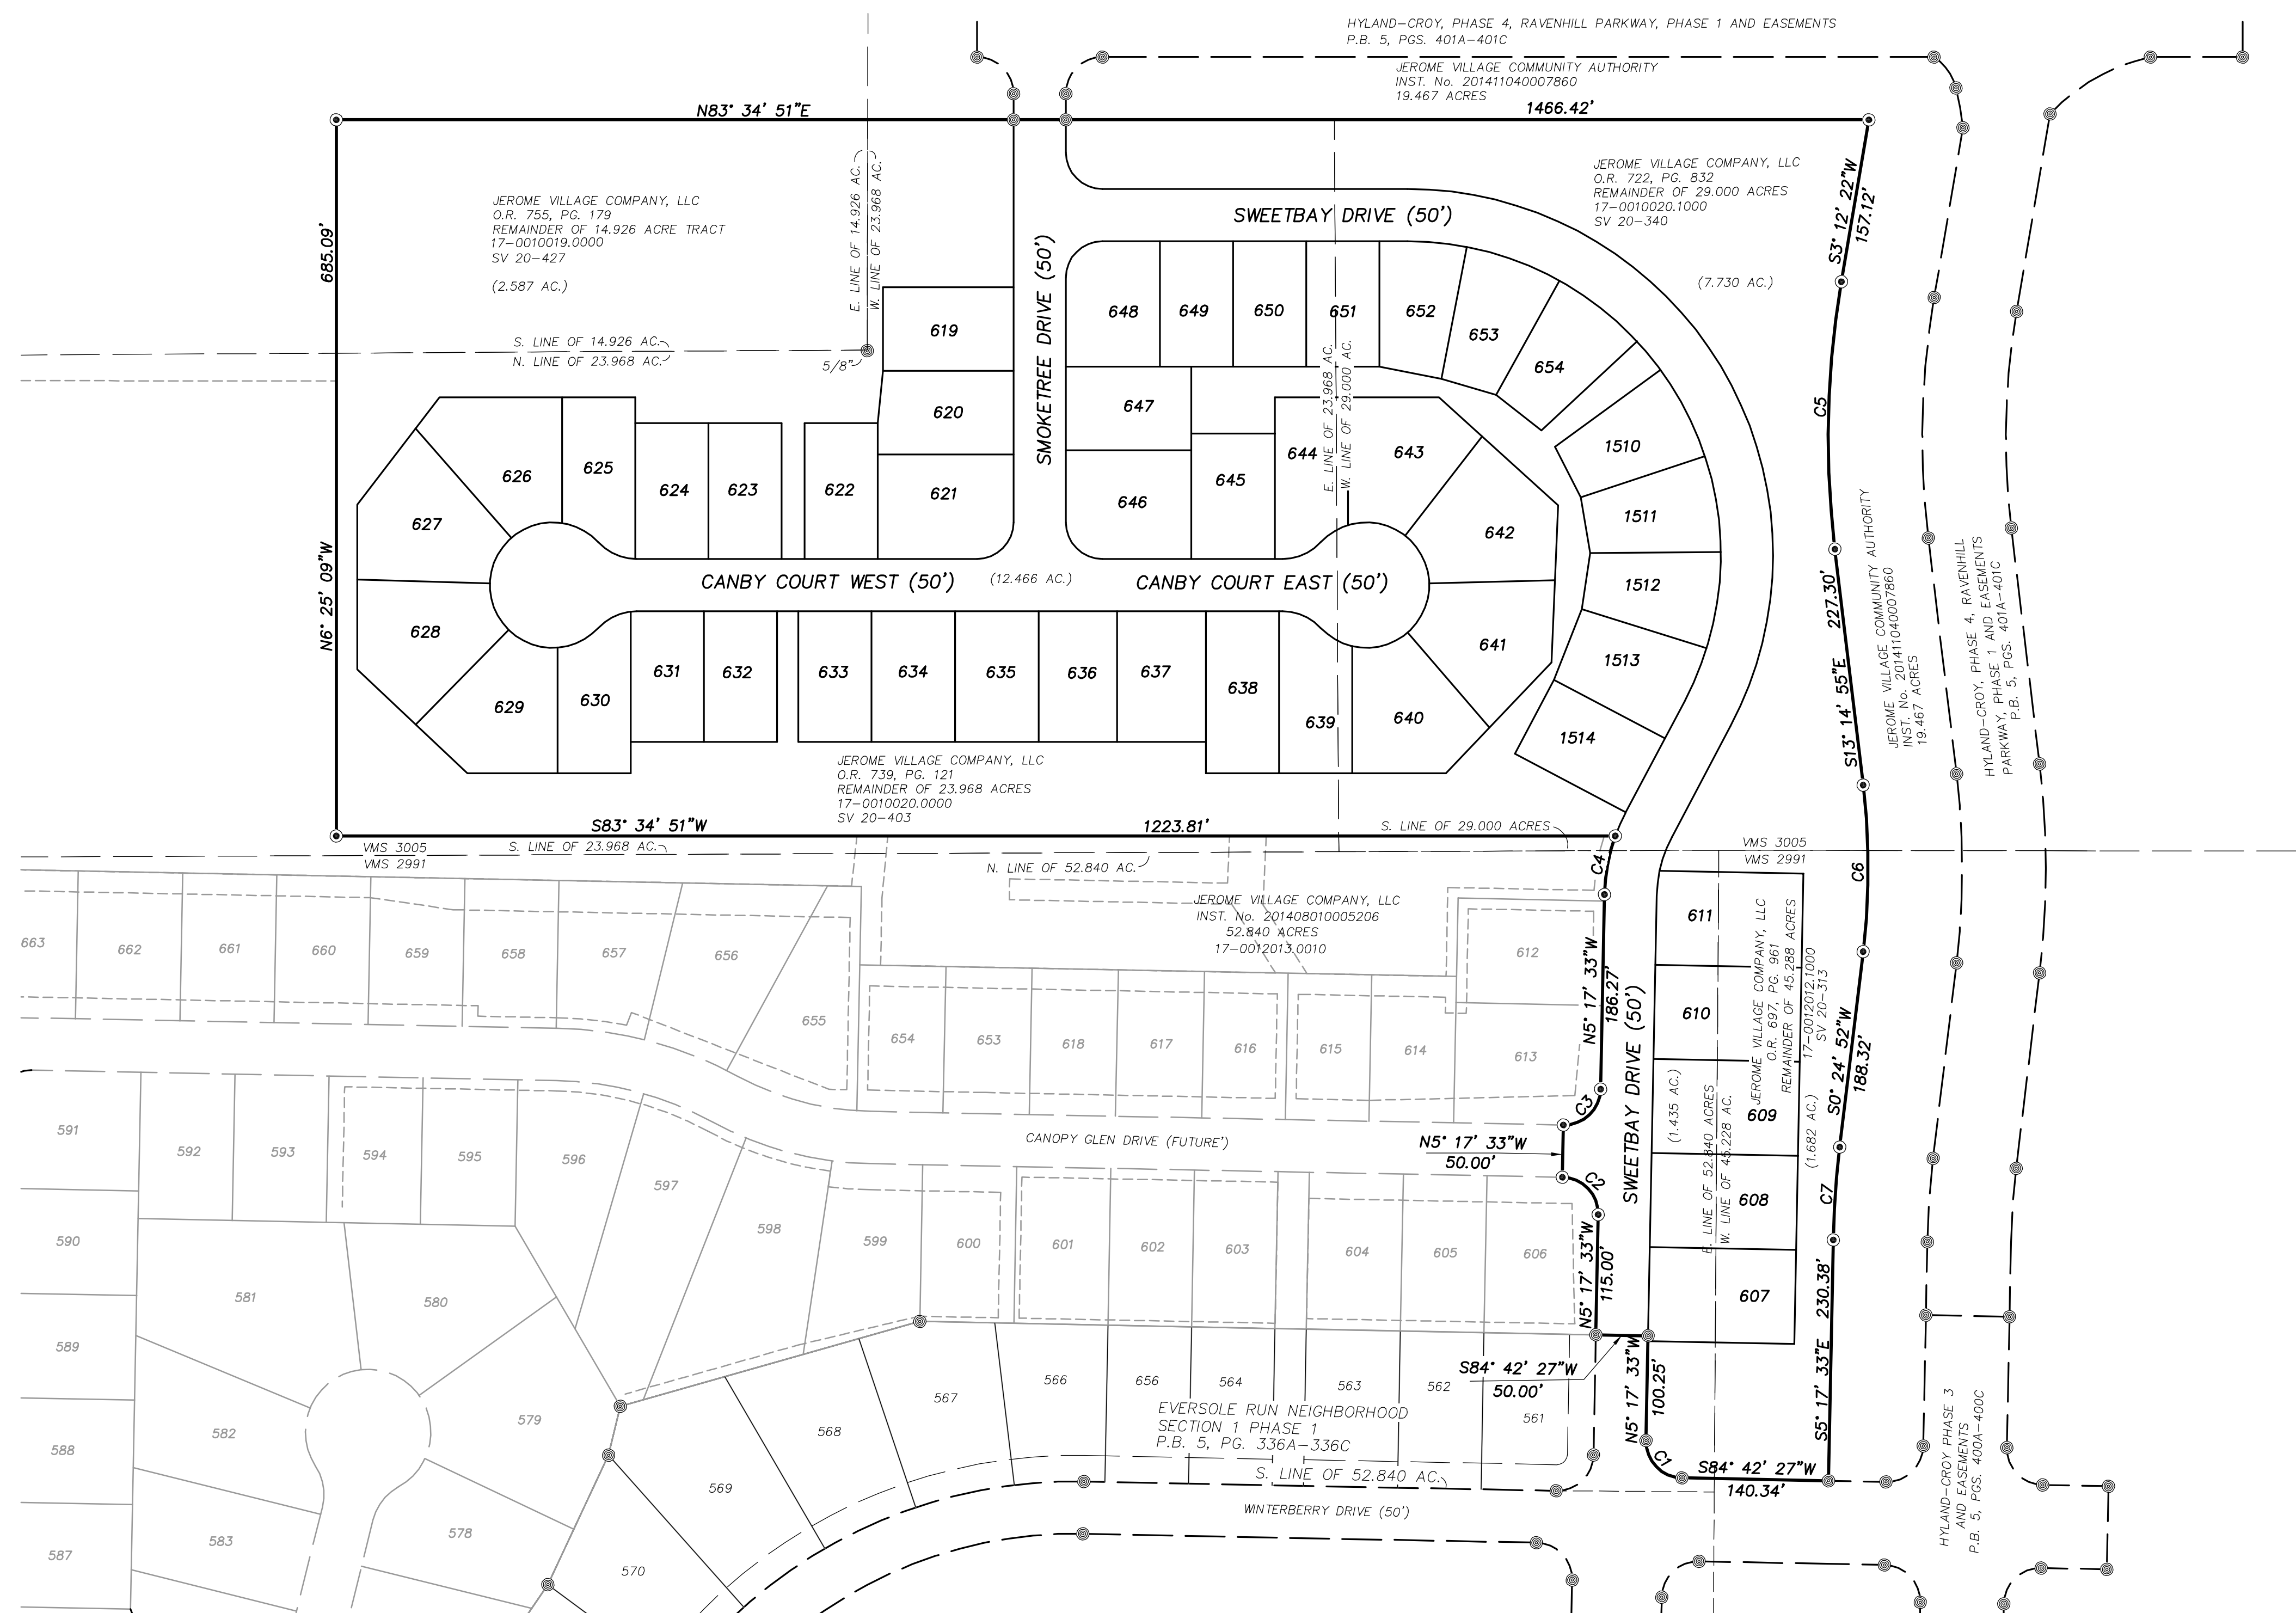 HYLAND-CROY, PHASE 4, RAVENHILL PARKWAY, PHASE 1 AND EASEMENTS
P.B. 5, PGS. 401A-401C
JEROME VILLAGE COMMUNITY AUTHORITY
INST. No. 201411040007860
19.467 ACRES
N83° 34' 51"E
1466.42'
JEROME VILLAGE COMPANY, LLC
O.R. 755, PG. 179
REMAINDER OF 14.926 ACRE TRACT
17-0010019.0000
SV 20-427
(2.587 AC.)
E. LINE OF 14.926 AC.
W. LINE OF 23.968 AC.
JEROME VILLAGE COMPANY, LLC
O.R. 722, PG. 832
REMAINDER OF 29.000 ACRES
17-0010020.1000
SV 20-340
(7.730 AC.)
S3° 12' 22"W
157.12'
685.09'
N6° 25' 09"W
SWEETBAY DRIVE (50')
SMOKETREE DRIVE (50')
S. LINE OF 14.926 AC.
N. LINE OF 23.968 AC.
5/8"
619
620
621
622
623
624
625
626
627
628
629
630
631
632
633
634
635
636
637
638
639
640
641
642
643
644
645
646
647
648
649
650
651
652
653
654
1510
1511
1512
1513
1514
E. LINE OF 23.968 AC.
W. LINE OF 29.000 AC.
CANBY COURT WEST (50')
(12.466 AC.)
CANBY COURT EAST (50')
C5
227.30'
S13° 14' 55"E
JEROME VILLAGE COMMUNITY AUTHORITY
INST. No. 201411040007860
19.467 ACRES
HYLAND-CROY, PHASE 4, RAVENHILL
PARKWAY, PHASE 1 AND EASEMENTS
P.B. 5, PGS. 401A-401C
JEROME VILLAGE COMPANY, LLC
O.R. 739, PG. 121
REMAINDER OF 23.968 ACRES
17-0010020.0000
SV 20-403
S83° 34' 51"W
1223.81'
S. LINE OF 29.000 ACRES
VMS 3005
VMS 2991
S. LINE OF 23.968 AC.
N. LINE OF 52.840 AC.
VMS 3005
VMS 2991
C4
C6
JEROME VILLAGE COMPANY, LLC
INST. No. 201408010005206
52.840 ACRES
17-0012013.0010
663
662
661
660
659
658
657
656
655
654
653
618
617
616
615
614
613
612
611
610
609
608
607
N5° 17' 33"W
186.27'
SWEETBAY DRIVE (50')
JEROME VILLAGE COMPANY, LLC
O.R. 697, PG. 961
REMAINDER OF 45.288 ACRES
17-0012012.1000
SV 20-313
(1.435 AC.)
(1.682 AC.)
E. LINE OF 52.840 ACRES
W. LINE OF 45.228 AC.
S0° 24' 52"W
188.32'
C3
CANOPY GLEN DRIVE (FUTURE')
N5° 17' 33"W
50.00'
C2
C7
591
592
593
594
595
596
597
598
599
600
601
602
603
604
605
606
N5° 17' 33"W
115.00'
590
581
580
589
582
579
588
583
578
587
S84° 42' 27"W
50.00'
N5° 17' 33"W
100.25'
S5° 17' 33"E
230.38'
566
656
564
563
562
561
567
568
569
570
EVERSOLE RUN NEIGHBORHOOD
SECTION 1 PHASE 1
P.B. 5, PG. 336A-336C
S. LINE OF 52.840 AC.
WINTERBERRY DRIVE (50')
C1
S84° 42' 27"W
140.34'
HYLAND-CROY PHASE 3
AND EASEMENTS
P.B. 5, PGS. 400A-400C